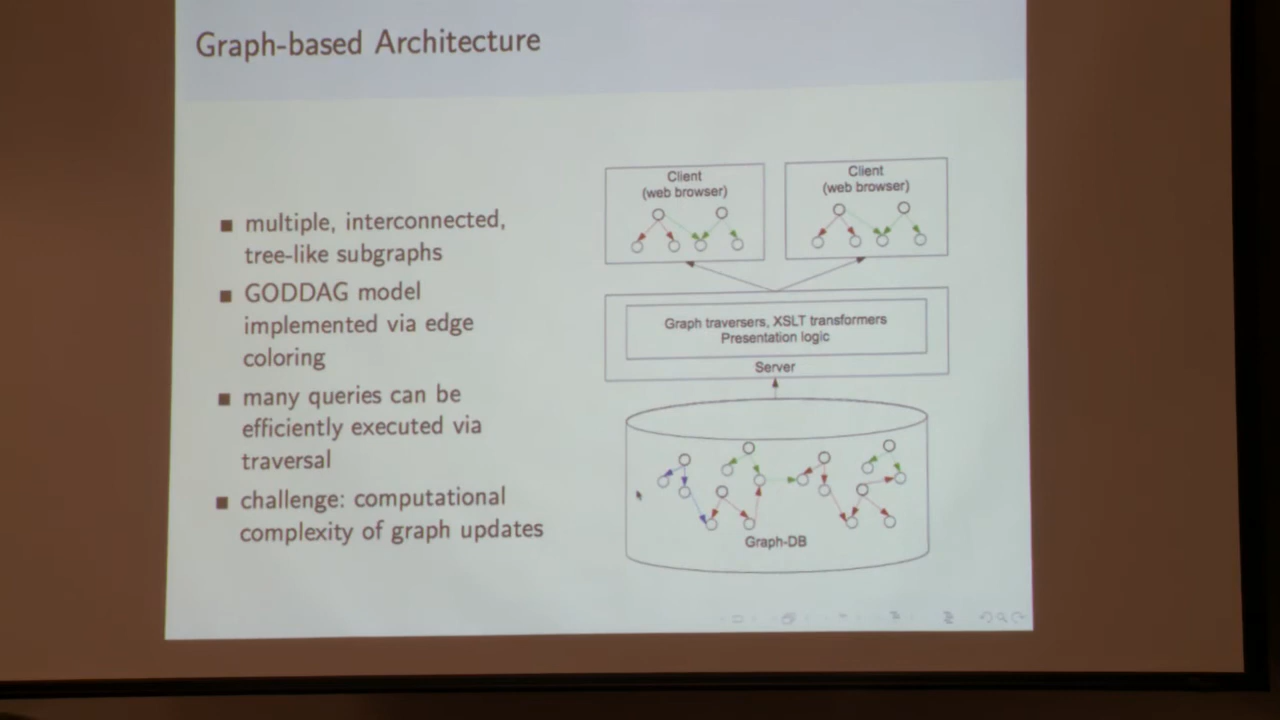 Graph-based Architecture
■ multiple, interconnected,
tree-like subgraphs
■ GODDAG model
implemented via edge
coloring
■ many queries can be
efficiently executed via
traversal
■ challenge: computational
complexity of graph updates
Client
(web browser)
Client
(web browser)
Graph traversers, XSLT transformers
Presentation logic
Server
Graph-DB